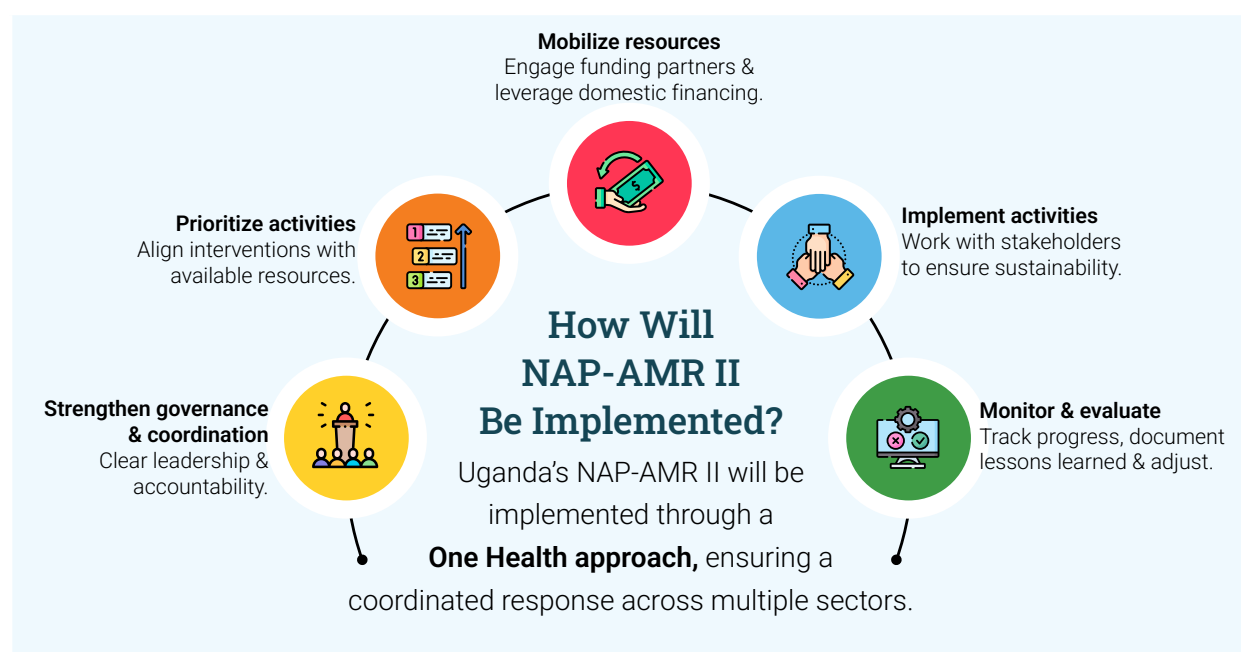 Mobilize resources
Engage funding partners &
leverage domestic financing.
Prioritize activities
Align interventions with
available resources.
1
2
3
$
Implement activities
Work with stakeholders
to ensure sustainability.
Strengthen governance
& coordination
Clear leadership &
accountability.
Monitor & evaluate
Track progress, document
lessons learned & adjust.
How Will
NAP-AMR II
Be Implemented?
Uganda’s NAP-AMR II will be
implemented through a
One Health approach, ensuring a
coordinated response across multiple sectors.